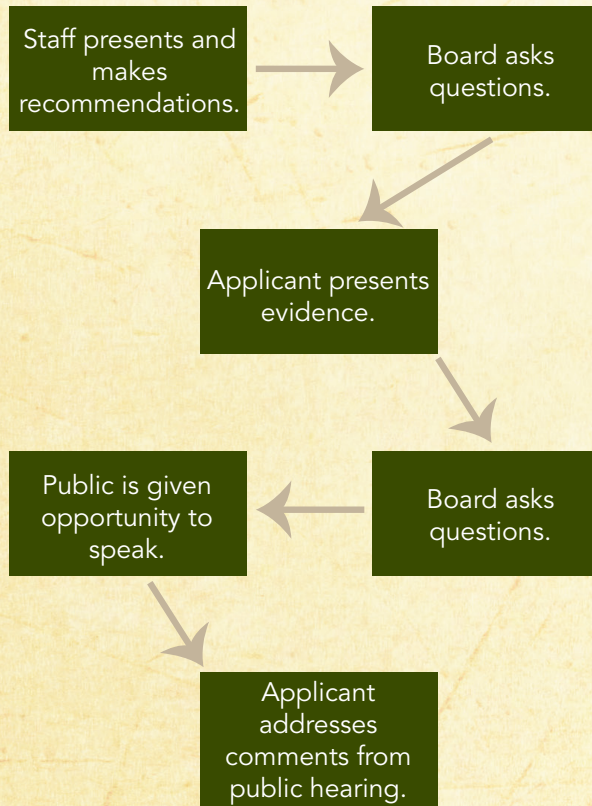 Staff presents and
makes
recommendations.
Board asks
questions.
Applicant presents
evidence.
Board asks
questions.
Public is given
opportunity to
speak.
Applicant
addresses
comments from
public hearing.